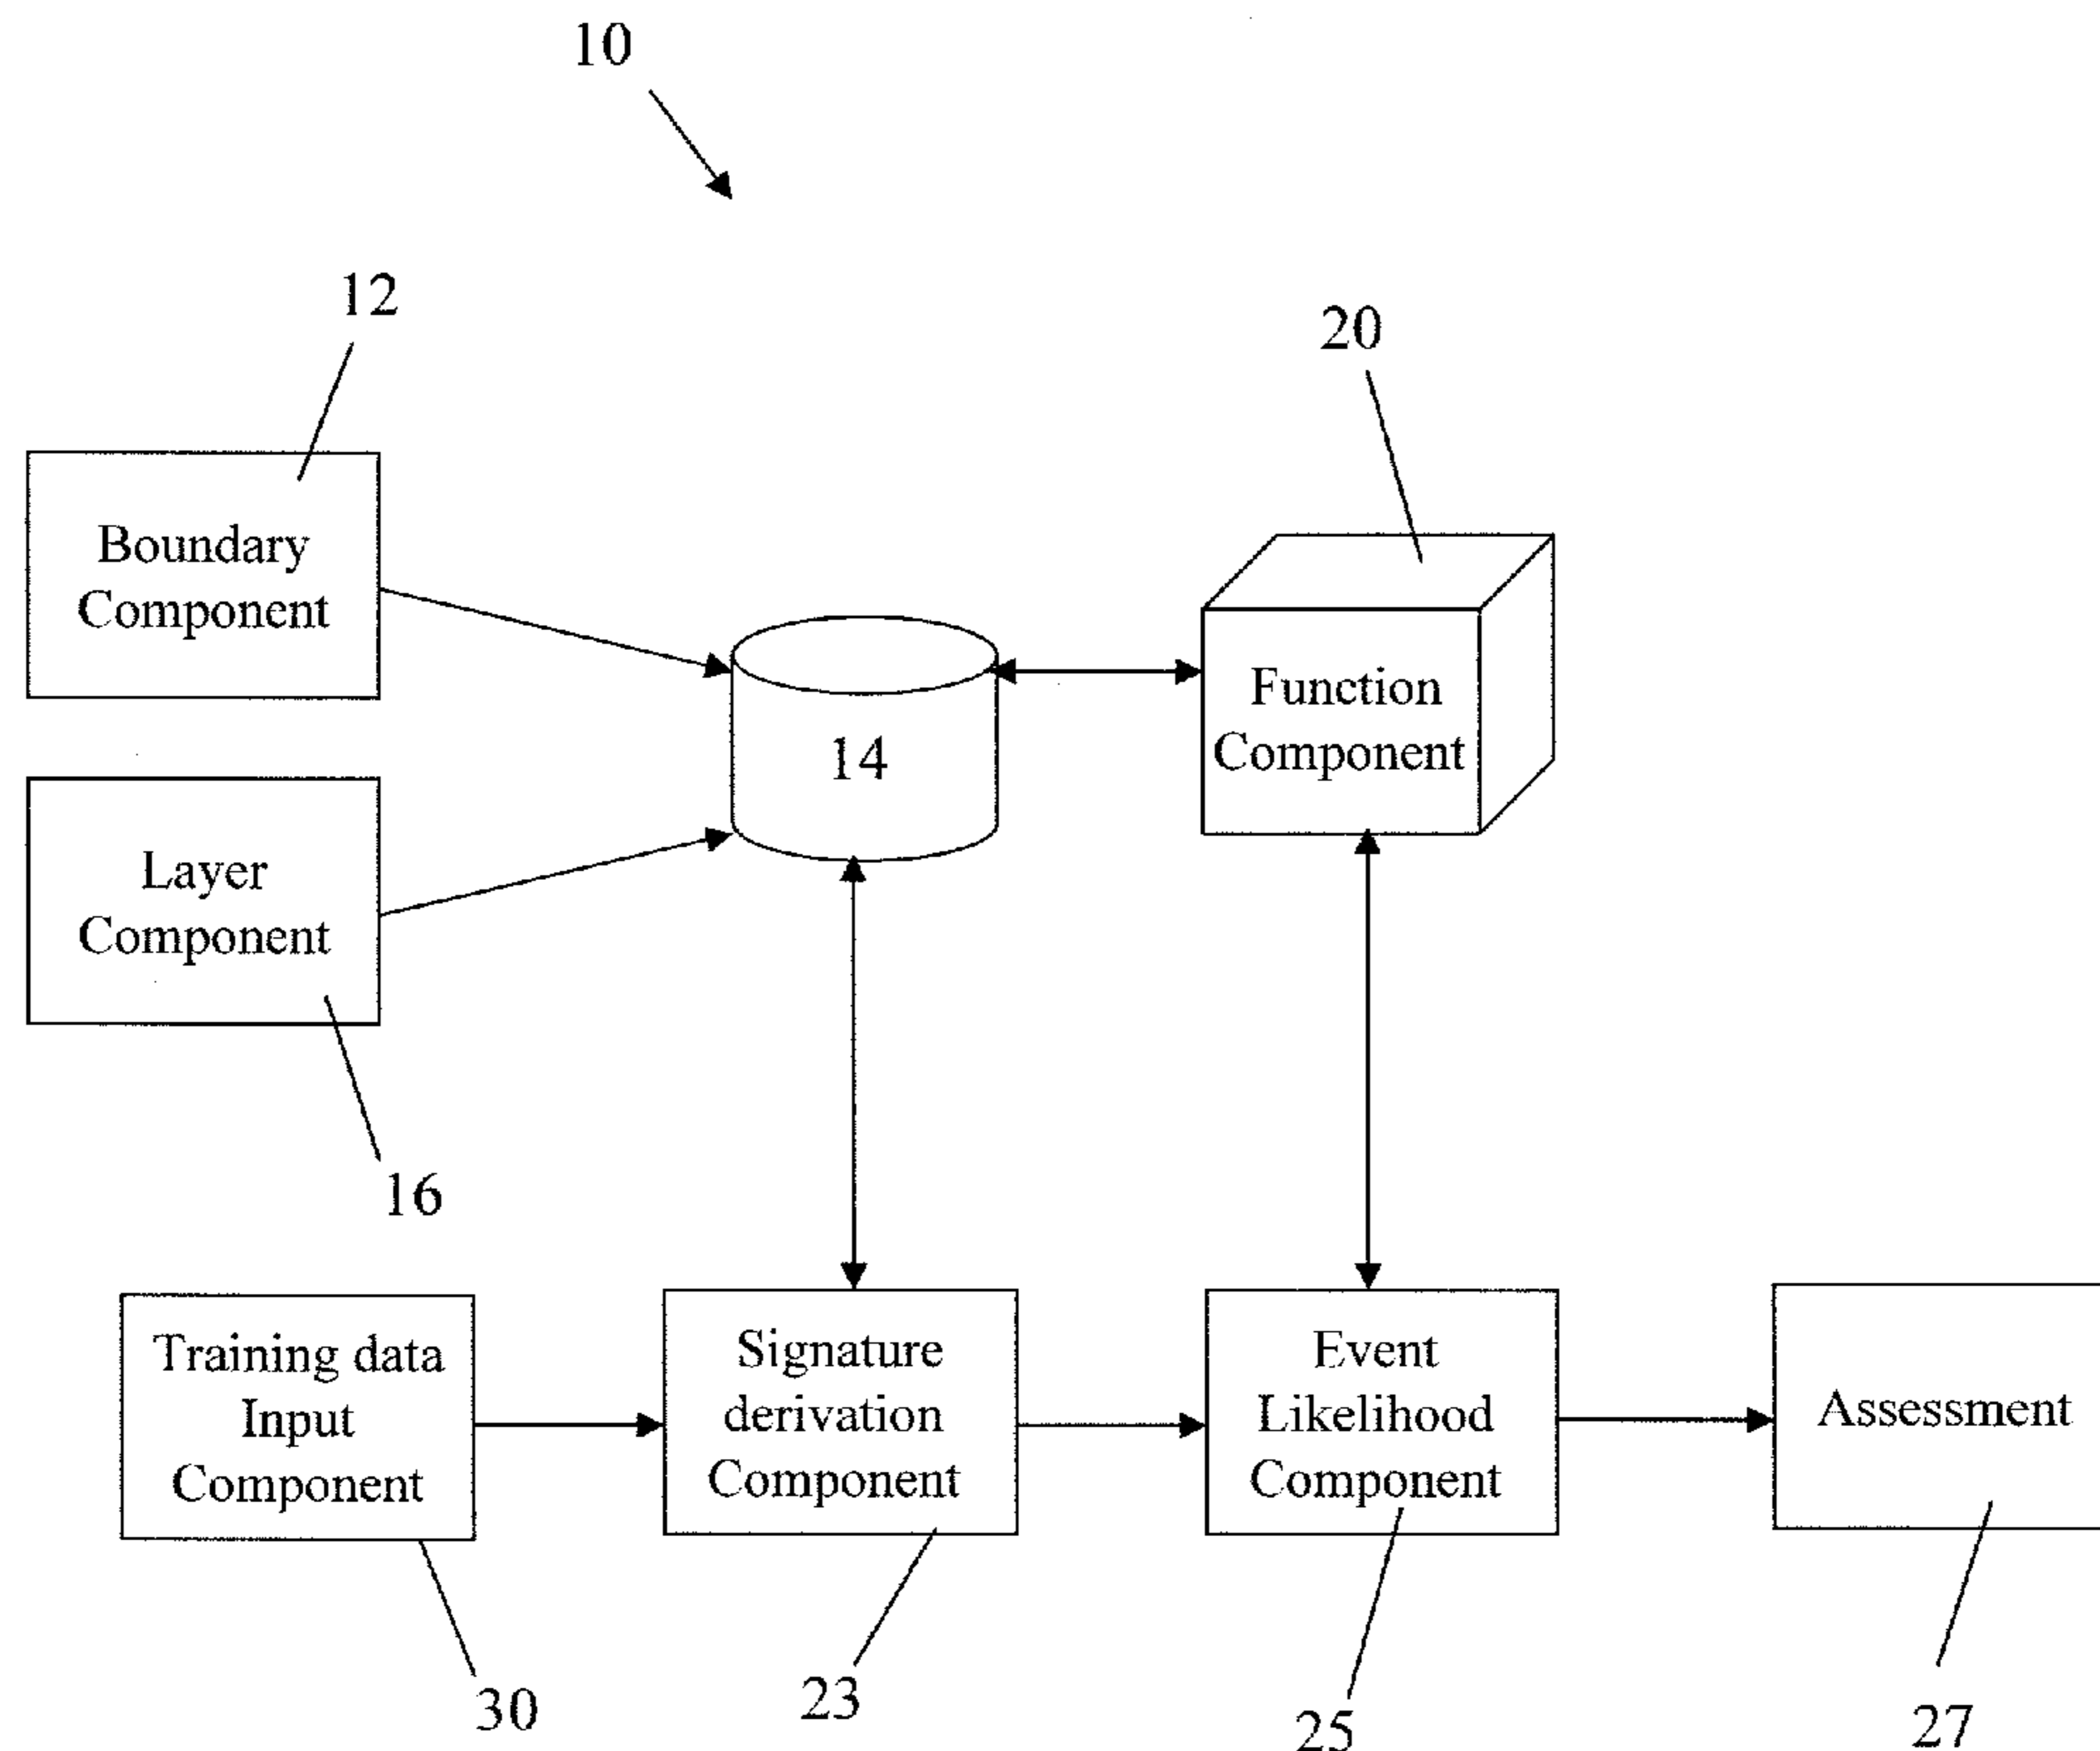 10
12
20
Boundary
Component
Function
Component
14
Layer
Component
16
Training data
Input
Component
Signature
derivation
Component
Event
Likelihood
Component
Assessment
30
23
25
27